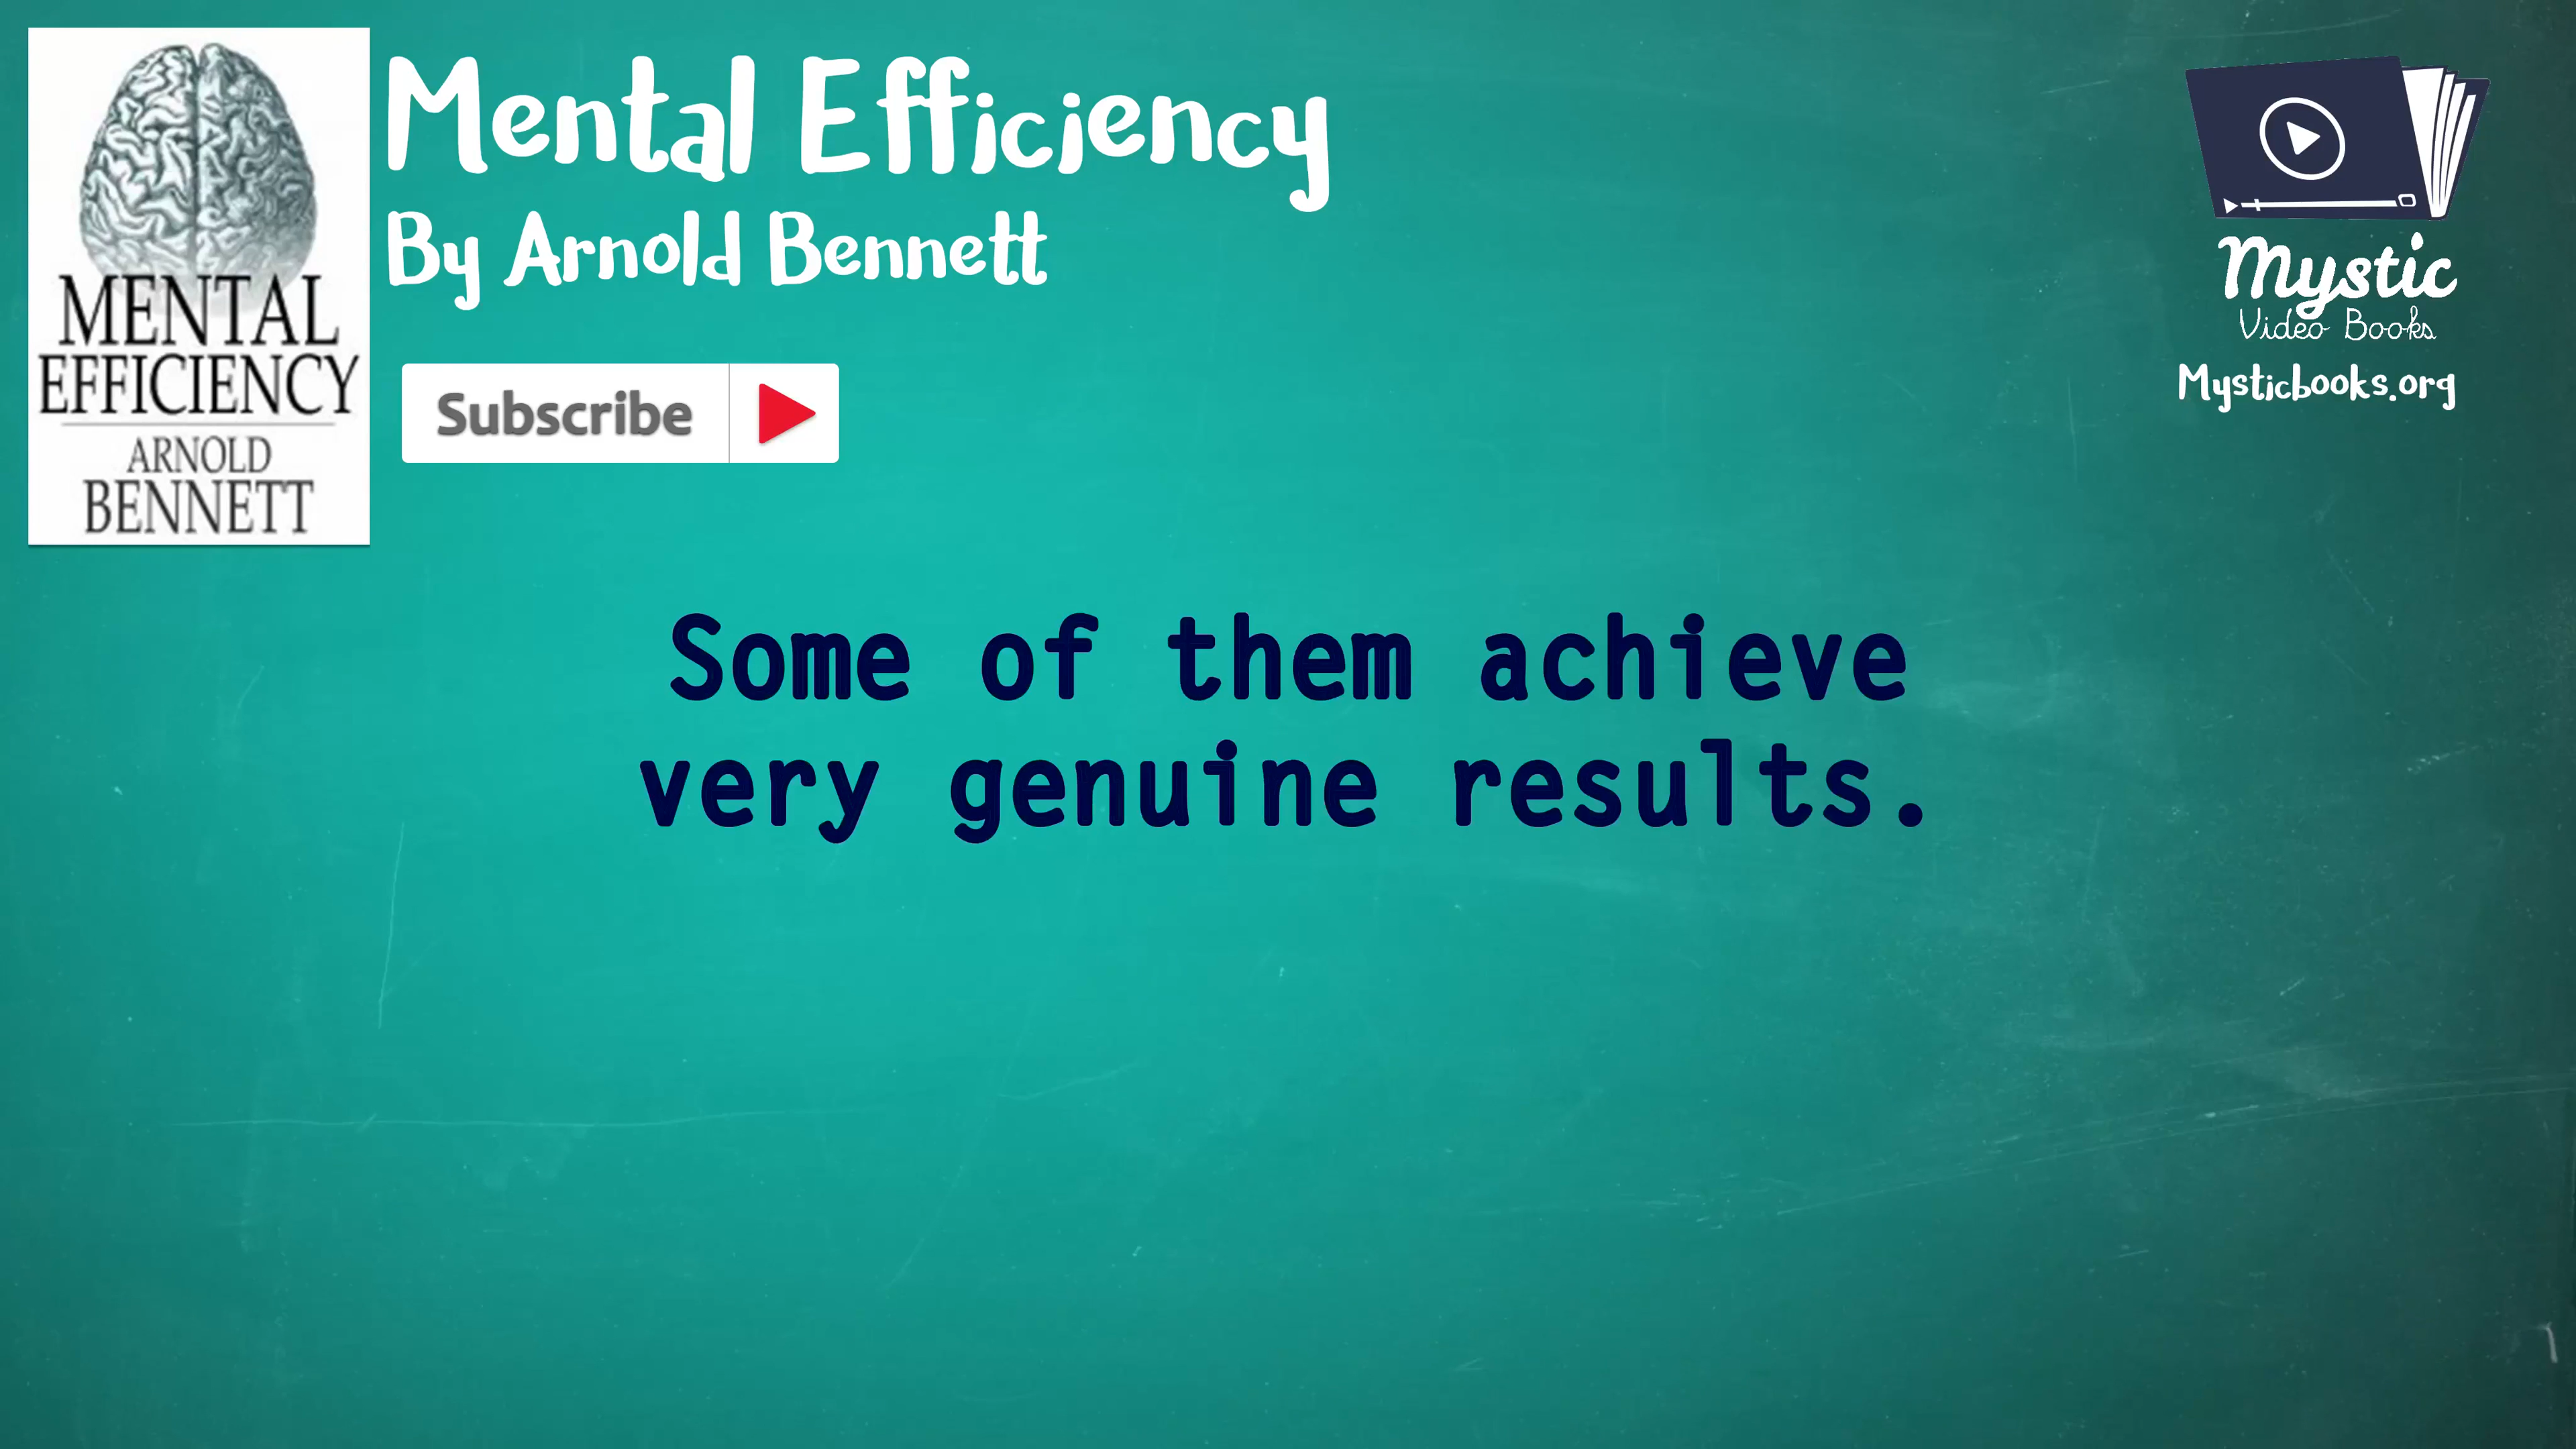 MENTAL
EFFICIENCY
ARNOLD
BENNETT
Mental Efficiency
By Arnold Bennett
Subscribe
Mystic
Video Books
Mysticbooks.org
Some of them achieve
very genuine results.